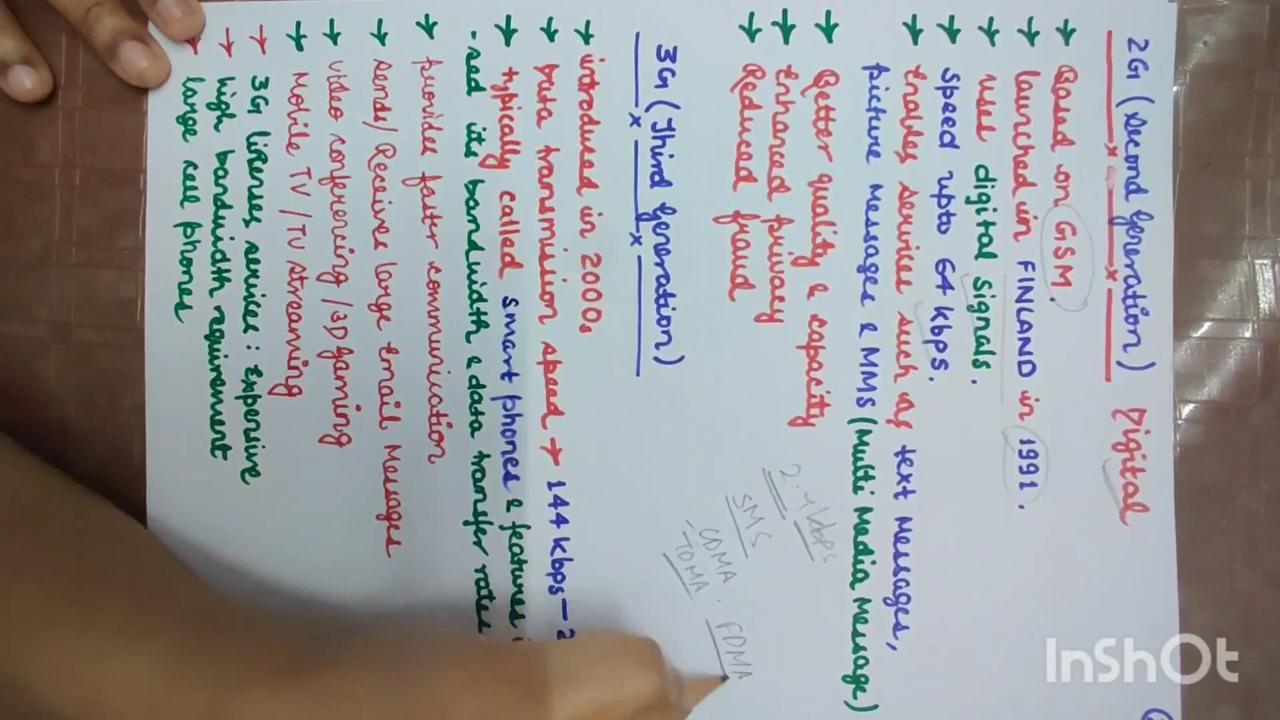 2G (Second Generation) Digital
→ Based on GSM.
→ launched in FINLAND in 1991.
→ uses digital signals.
→ speed upto 64 kbps.
→ Enables services such as text Messages,
picture messages & MMS (Multi Media Message)
→ Better quality & capacity
→ Enhanced privacy
→ Reduced fraud
2.4 kbps
SMS
- CDMA. FDMA
- TDMA
3G (Third Generation)
→ introduced in 2000s
→ Data transmission speed → 144 kbps - 2
→ typically called smart phones & features
-sed its bandwidth & data transfer rates
→ provides faster communication
→ sends/Receives large Email Messages
→ video conferencing / 3D gaming
→ Mobile TV / TV streaming
→ 3G licenses services: Expensive
→ high bandwidth requirement
→ large cell phones
InShOt